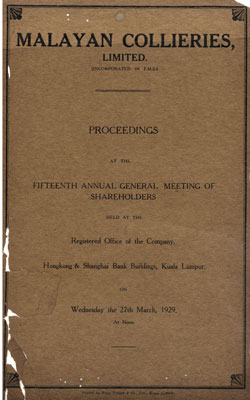 MALAYAN COLLIERIES,
LIMITED.
(INCORPORATED IN F.M.S.)
PROCEEDINGS
AT THE
FIFTEENTH ANNUAL GENERAL MEETING OF
SHAREHOLDERS
HELD AT THE
Registered Office of the Company,
Hongkong & Shanghai Bank Buildings, Kuala Lumpur,
ON
Wednesday the 27th March, 1929,
At Noon